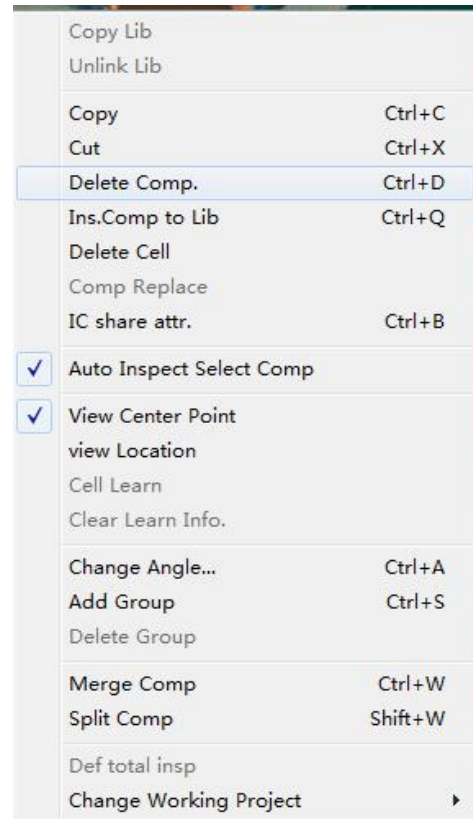 Copy Lib
Unlink Lib
Copy Ctrl+C
Cut Ctrl+X
Delete Comp. Ctrl+D
Ins.Comp to Lib Ctrl+Q
Delete Cell
Comp Replace
IC share attr. Ctrl+B
Auto Inspect Select Comp
View Center Point
view Location
Cell Learn
Clear Learn Info.
Change Angle... Ctrl+A
Add Group Ctrl+S
Delete Group
Merge Comp Ctrl+W
Split Comp Shift+W
Def total insp
Change Working Project